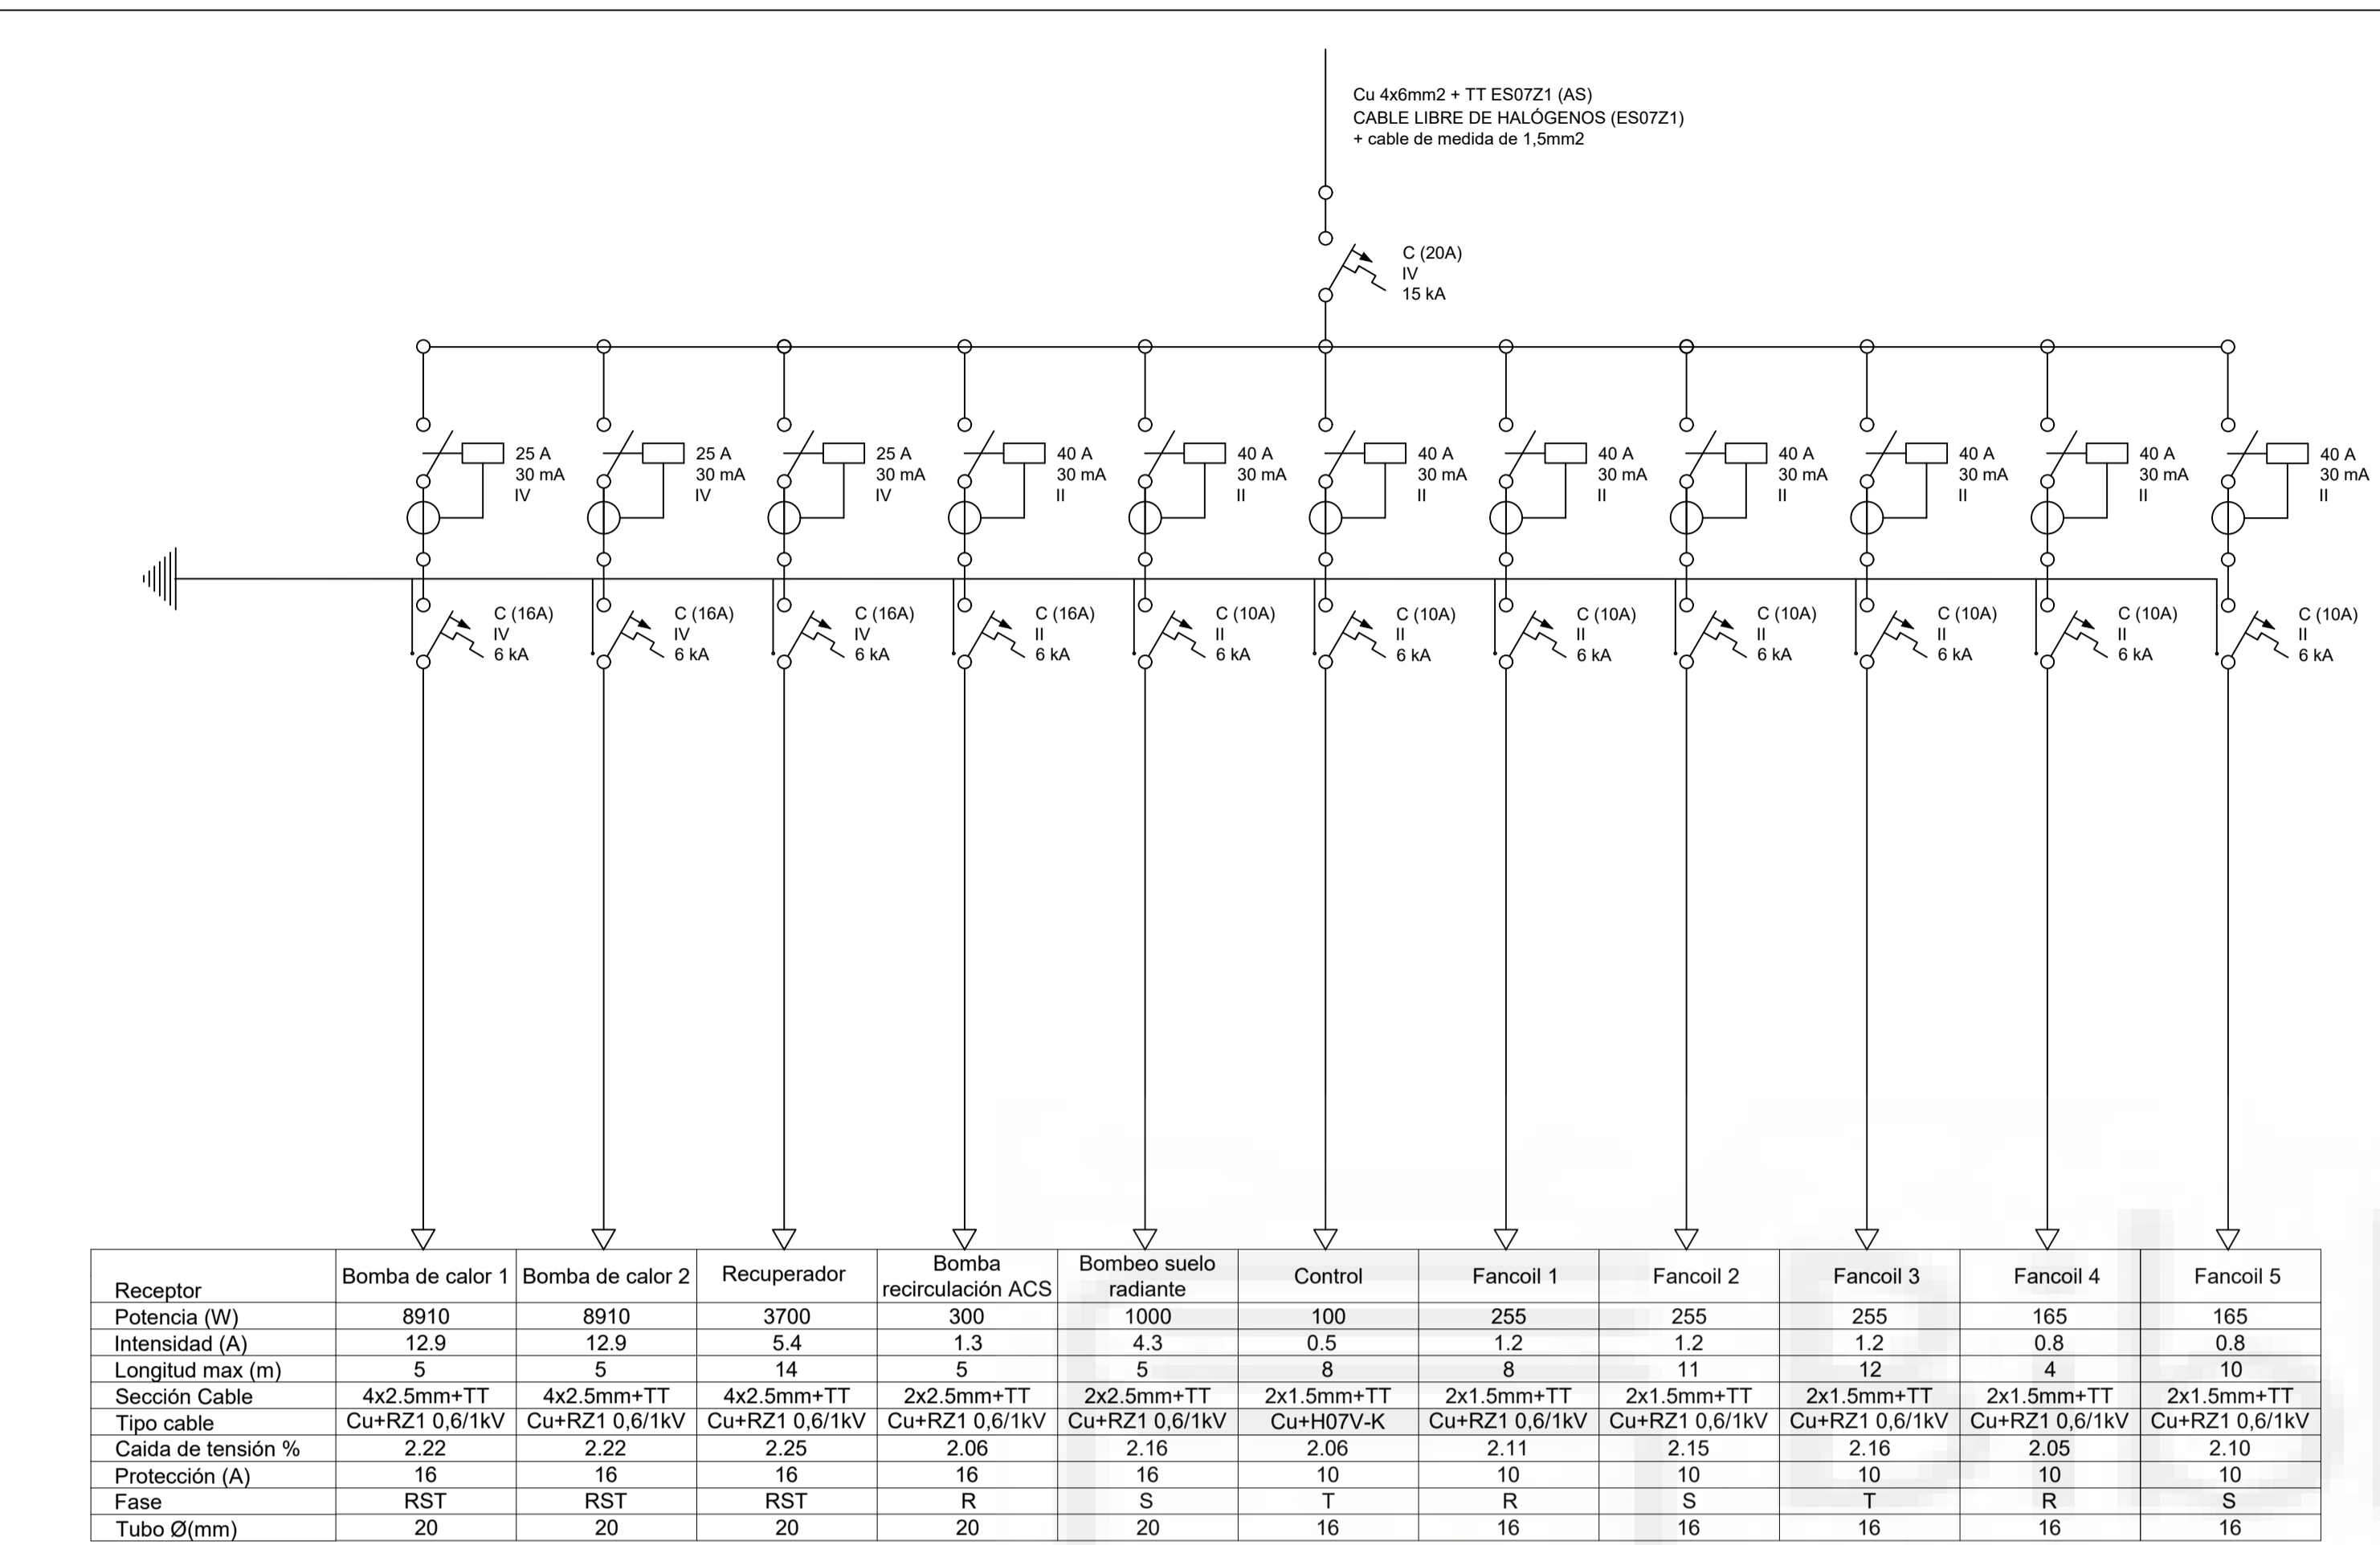 Cu 4x6mm2 + TT ES07Z1 (AS)
CABLE LIBRE DE HALÓGENOS (ES07Z1)
+ cable de medida de 1,5mm2
C (20A)
IV
15 kA
25 A 25 A 25 A 40 A 40 A 40 A 40 A 40 A 40 A 40 A 40 A
30 mA 30 mA 30 mA 30 mA 30 mA 30 mA 30 mA 30 mA 30 mA 30 mA 30 mA
IV IV IV II II II II II II II II
C (16A) C (16A) C (16A) C (16A) C (10A) C (10A) C (10A) C (10A) C (10A) C (10A) C (10A)
IV IV IV II II II II II II II II
6 kA 6 kA 6 kA 6 kA 6 kA 6 kA 6 kA 6 kA 6 kA 6 kA 6 kA
Receptor Bomba de calor 1 Bomba de calor 2 Recuperador Bomba recirculación ACS Bombeo suelo radiante Control Fancoil 1 Fancoil 2 Fancoil 3 Fancoil 4 Fancoil 5
Potencia (W) 8910 8910 3700 300 1000 100 255 255 255 165 165
Intensidad (A) 12.9 12.9 5.4 1.3 4.3 0.5 1.2 1.2 1.2 0.8 0.8
Longitud max (m) 5 5 14 5 5 8 8 11 12 4 10
Sección Cable 4x2.5mm+TT 4x2.5mm+TT 4x2.5mm+TT 2x2.5mm+TT 2x2.5mm+TT 2x1.5mm+TT 2x1.5mm+TT 2x1.5mm+TT 2x1.5mm+TT 2x1.5mm+TT 2x1.5mm+TT
Tipo cable Cu+RZ1 0,6/1kV Cu+RZ1 0,6/1kV Cu+RZ1 0,6/1kV Cu+RZ1 0,6/1kV Cu+RZ1 0,6/1kV Cu+H07V-K Cu+RZ1 0,6/1kV Cu+RZ1 0,6/1kV Cu+RZ1 0,6/1kV Cu+RZ1 0,6/1kV Cu+RZ1 0,6/1kV
Caida de tensión % 2.22 2.22 2.25 2.06 2.16 2.06 2.11 2.15 2.16 2.05 2.10
Protección (A) 16 16 16 16 16 10 10 10 10 10 10
Fase RST RST RST R S T R S T R S
Tubo Ø(mm) 20 20 20 20 20 16 16 16 16 16 16